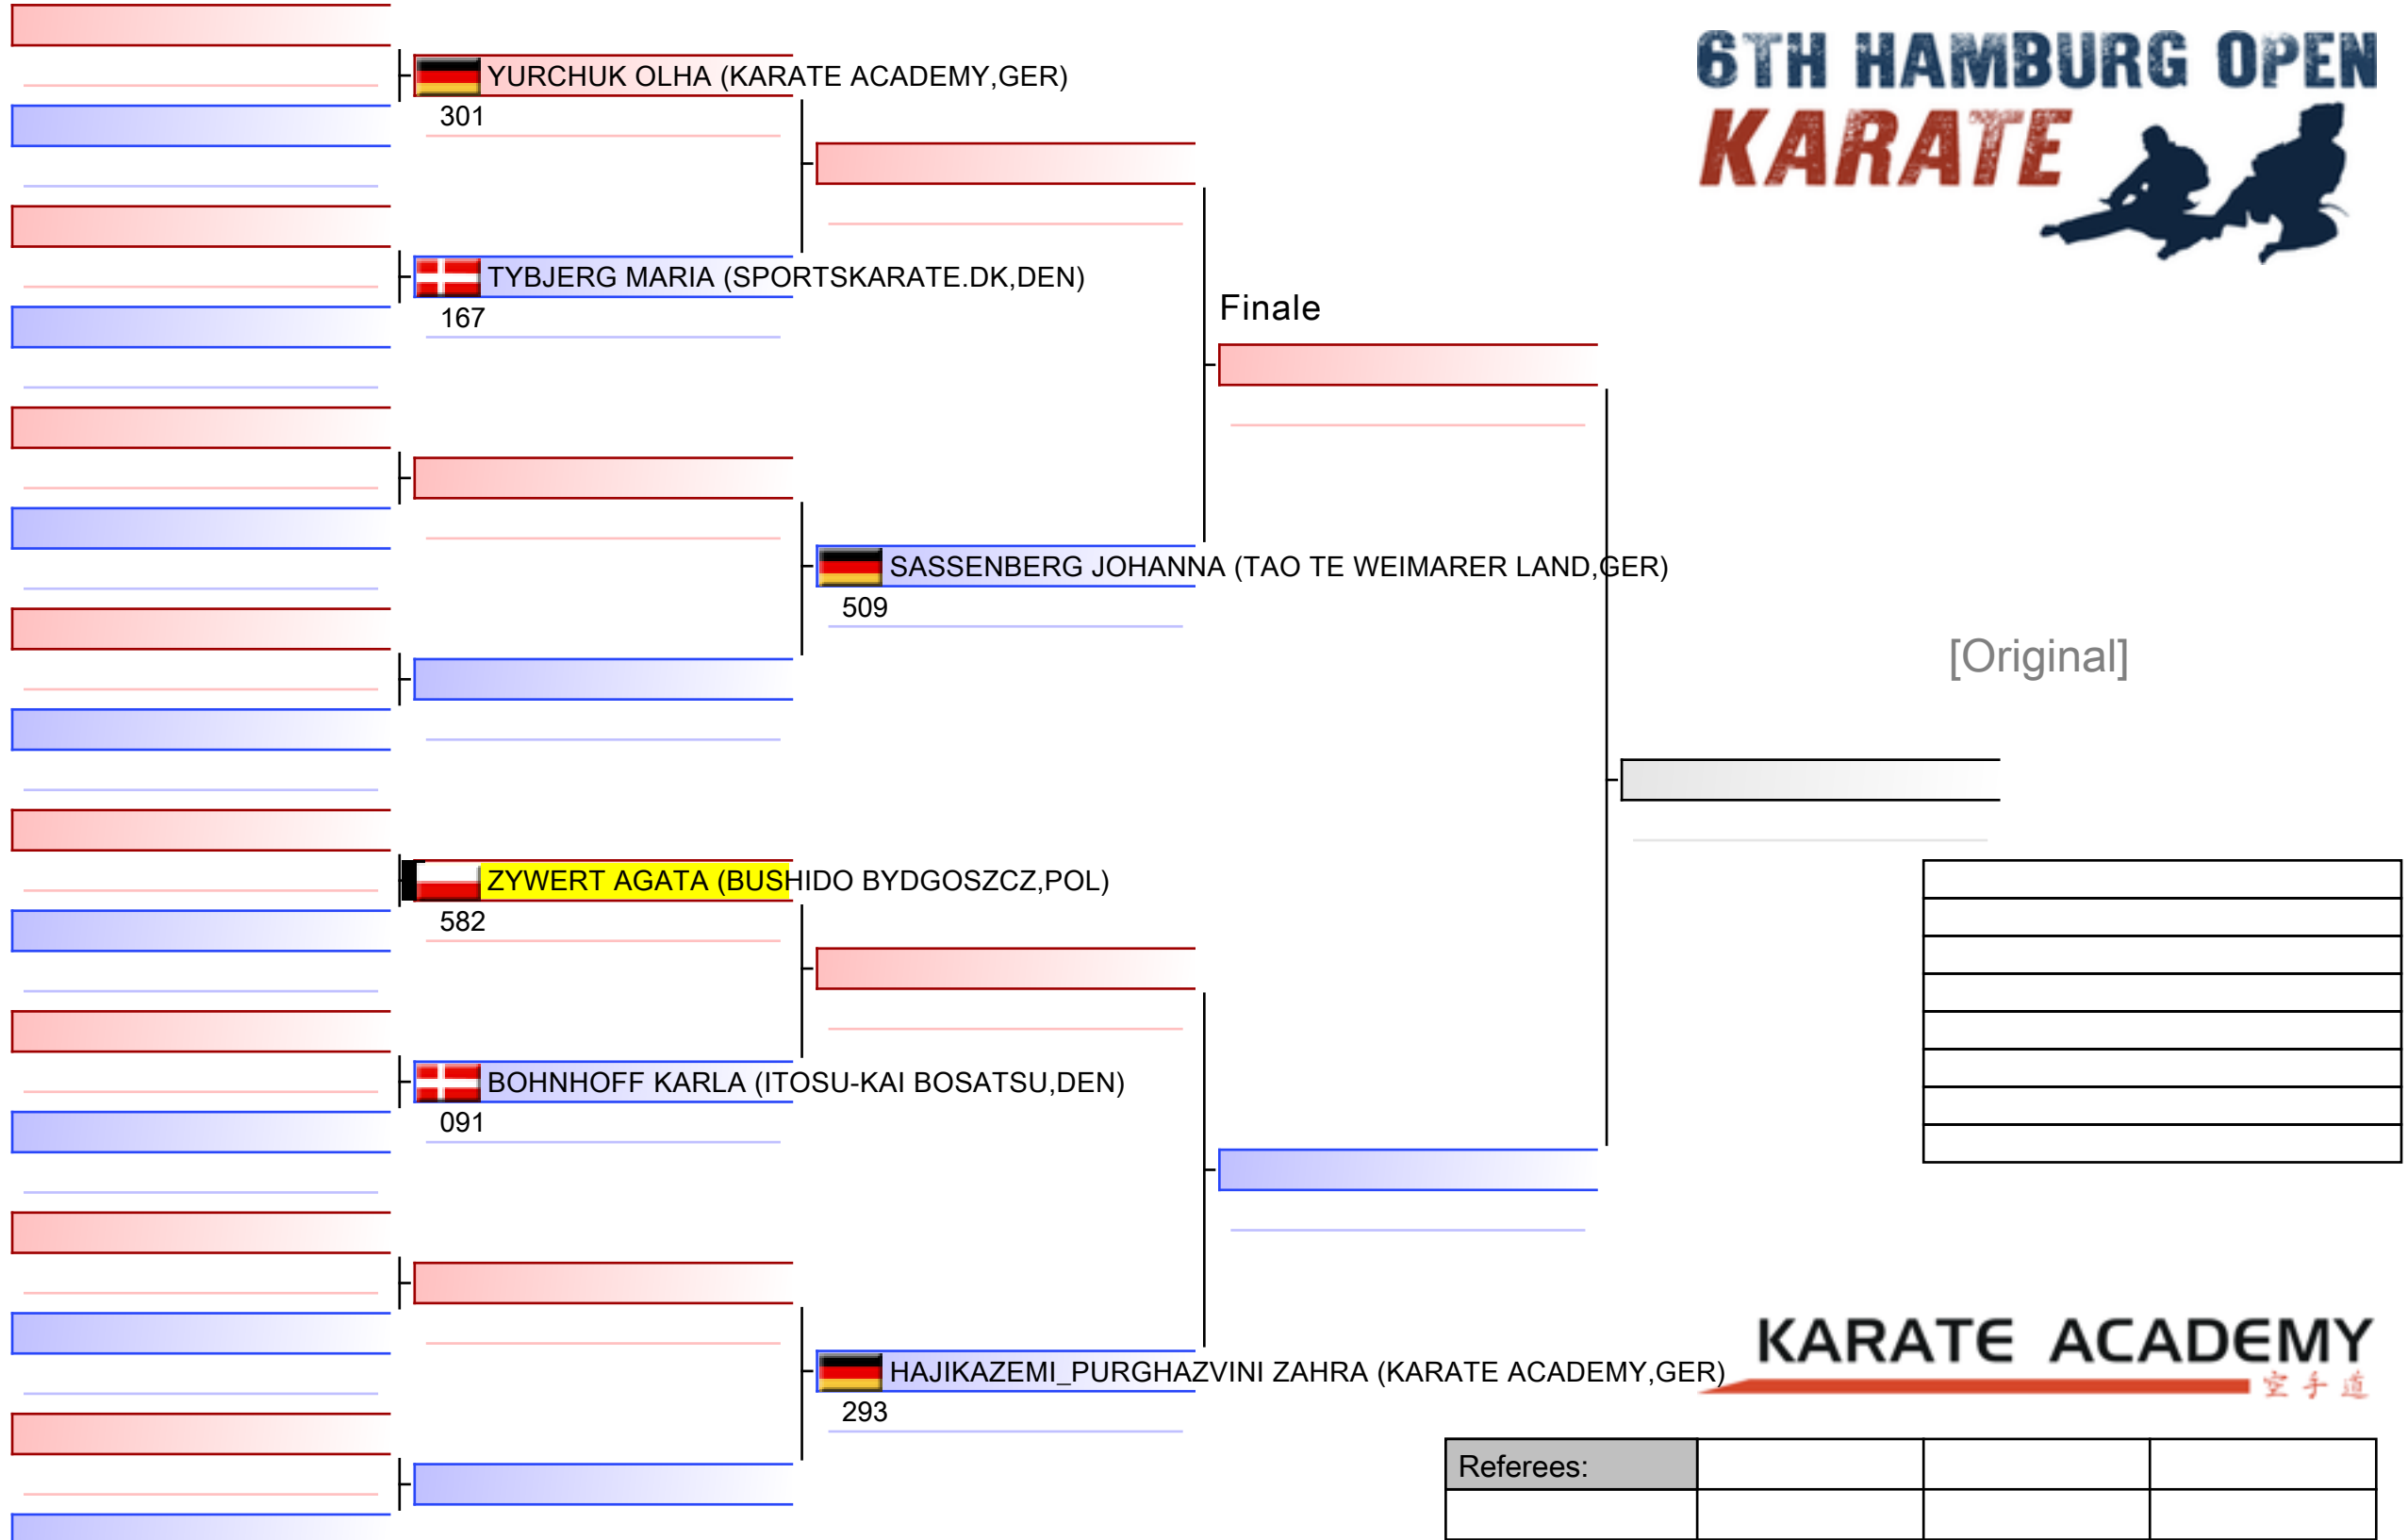 6TH HAMBURG OPEN
KARATE
YURCHUK OLHA (KARATE ACADEMY,GER)
301
TYBJERG MARIA (SPORTSKARATE.DK,DEN)
167
Finale
SASSENBERG JOHANNA (TAO TE WEIMARER LAND,GER)
509
[Original]
ZYWERT AGATA (BUSHIDO BYDGOSZCZ,POL)
582
BOHNHOFF KARLA (ITOSU-KAI BOSATSU,DEN)
091
HAJIKAZEMI_PURGHAZVINI ZAHRA (KARATE ACADEMY,GER)
293
KARATE ACADEMY
空手道
Referees: